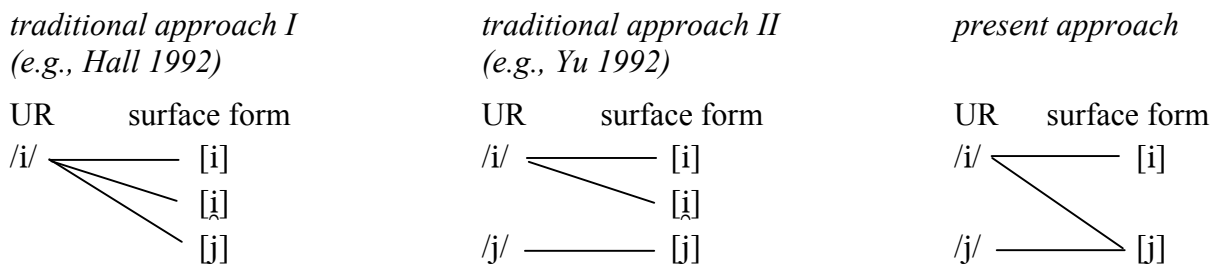 traditional approach I traditional approach II present approach
(e.g., Hall 1992) (e.g., Yu 1992)
UR surface form UR surface form UR surface form
/i/ [i] /i/ [i] /i/ [i]
[i̯] [i̯]
[j] /j/ [j] /j/ [j]